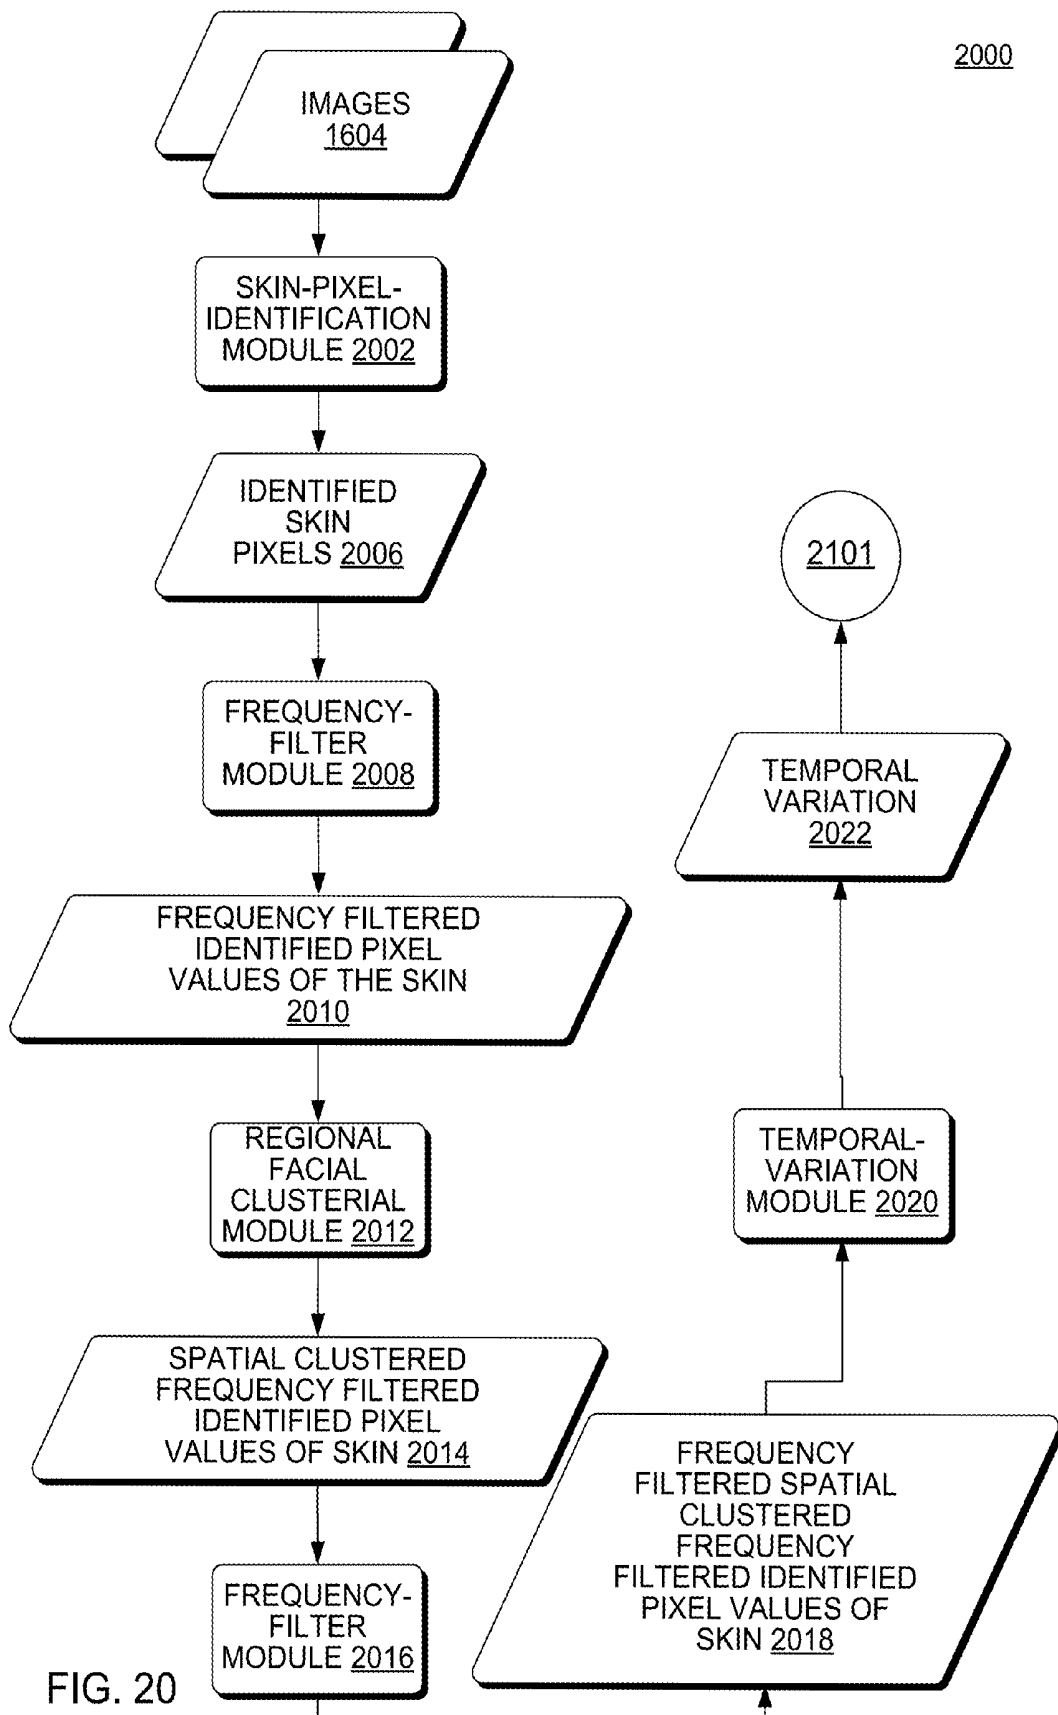 2000
IMAGES
1604
SKIN-PIXEL-
IDENTIFICATION
MODULE 2002
IDENTIFIED
SKIN
PIXELS 2006
FREQUENCY-
FILTER
MODULE 2008
FREQUENCY FILTERED
IDENTIFIED PIXEL
VALUES OF THE SKIN
2010
REGIONAL
FACIAL
CLUSTERIAL
MODULE 2012
SPATIAL CLUSTERED
FREQUENCY FILTERED
IDENTIFIED PIXEL
VALUES OF SKIN 2014
FREQUENCY-
FILTER
MODULE 2016
FREQUENCY
FILTERED SPATIAL
CLUSTERED
FREQUENCY
FILTERED IDENTIFIED
PIXEL VALUES OF
SKIN 2018
TEMPORAL-
VARIATION
MODULE 2020
TEMPORAL
VARIATION
2022
2101
FIG. 20